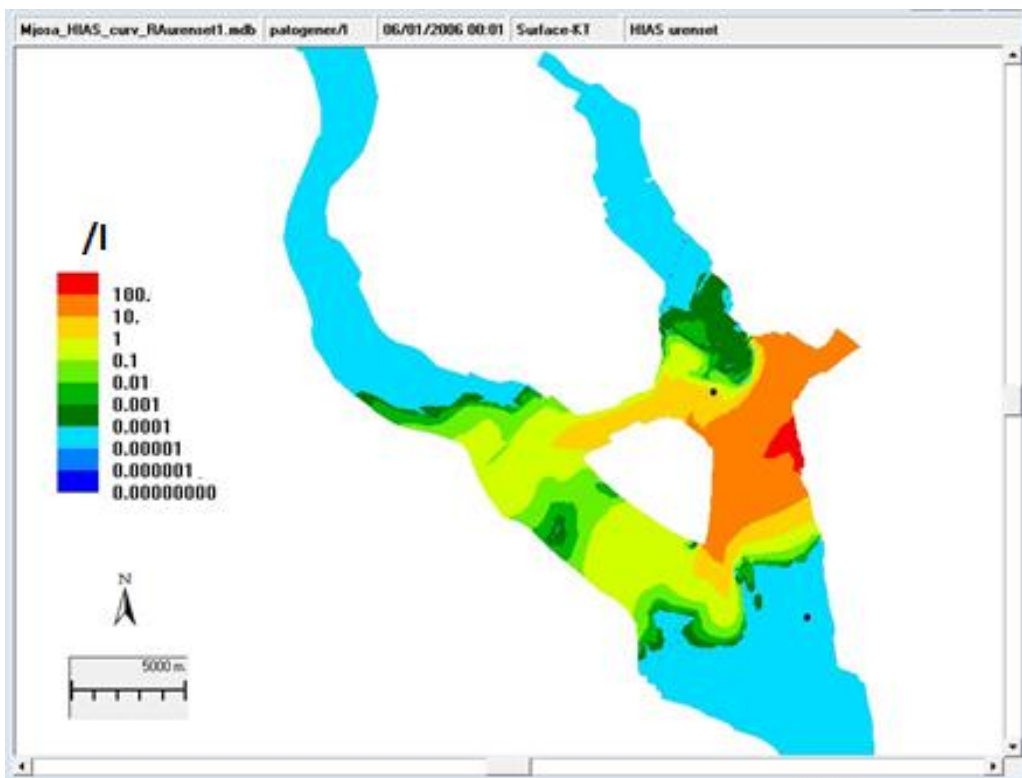 Mjosa_HIAS_curv_RAurenset1.mdb patogener/l 06/01/2006 00:01 Surface-KT HIAS urenset
/l
100.
10.
1
0.1
0.01
0.001
0.0001
0.00001
0.000001
0.00000000
N
5000 m.